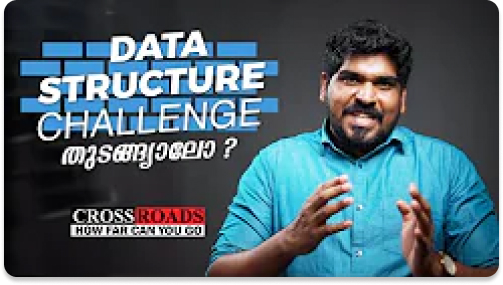 DATA
STRUCTURE
CHALLENGE
തുടങ്ങ്യാലോ ?
CROSSROADS
HOW FAR CAN YOU GO